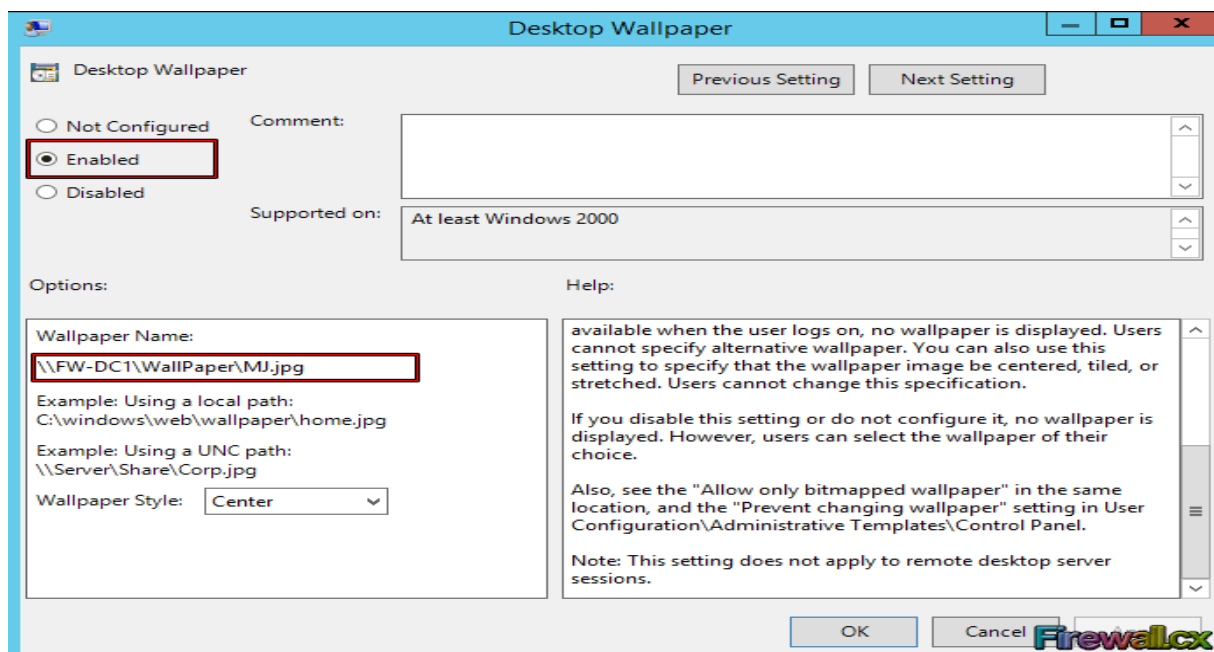 Desktop Wallpaper
Desktop Wallpaper
Previous Setting
Next Setting
Not Configured
Comment:
Enabled
Disabled
Supported on:
At least Windows 2000
Options:
Help:
Wallpaper Name:
\\FW-DC1\WallPaper\MJ.jpg
Example: Using a local path:
C:\windows\web\wallpaper\home.jpg
Example: Using a UNC path:
\\Server\Share\Corp.jpg
Wallpaper Style:
Center
available when the user logs on, no wallpaper is displayed. Users
cannot specify alternative wallpaper. You can also use this
setting to specify that the wallpaper image be centered, tiled, or
stretched. Users cannot change this specification.
If you disable this setting or do not configure it, no wallpaper is
displayed. However, users can select the wallpaper of their
choice.
Also, see the "Allow only bitmapped wallpaper" in the same
location, and the "Prevent changing wallpaper" setting in User
Configuration\Administrative Templates\Control Panel.
Note: This setting does not apply to remote desktop server
sessions.
OK
Cancel
Firewall.cx